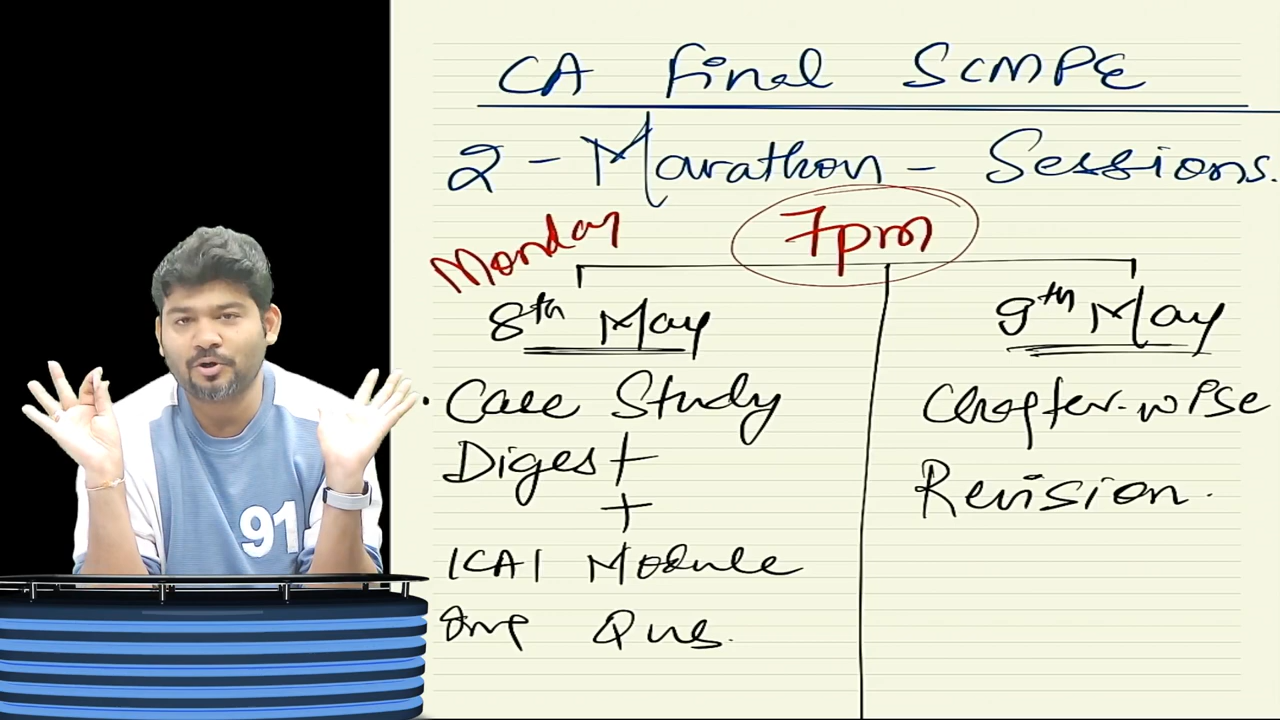 CA Final SCMPE
2 - Marathon - Sessions.
Monday
7pm
8th May
Case Study
Digest
+
ICAI Module
Imp Qus.
9th May
Chapter-wise
Revision.
91